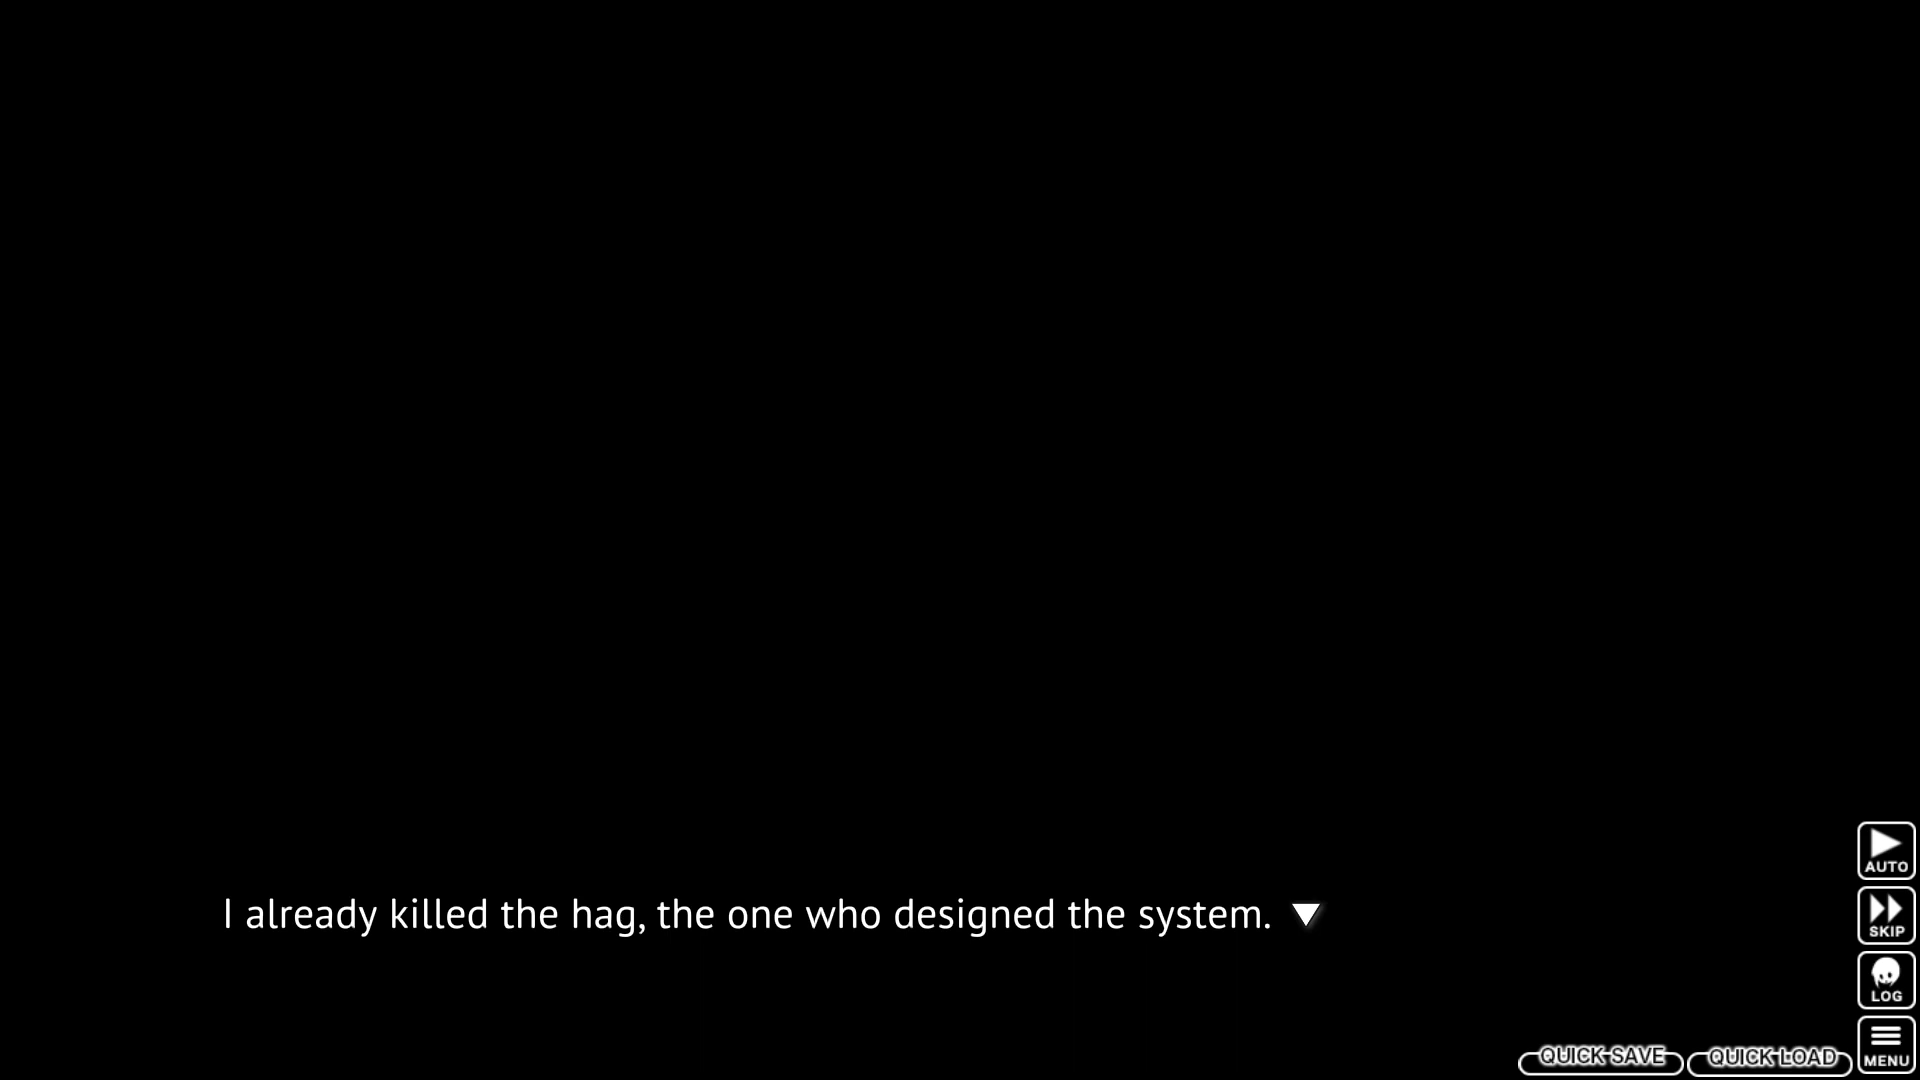 I already killed the hag, the one who designed the system.
AUTO
SKIP
LOG
QUICK SAVE
QUICK LOAD
MENU